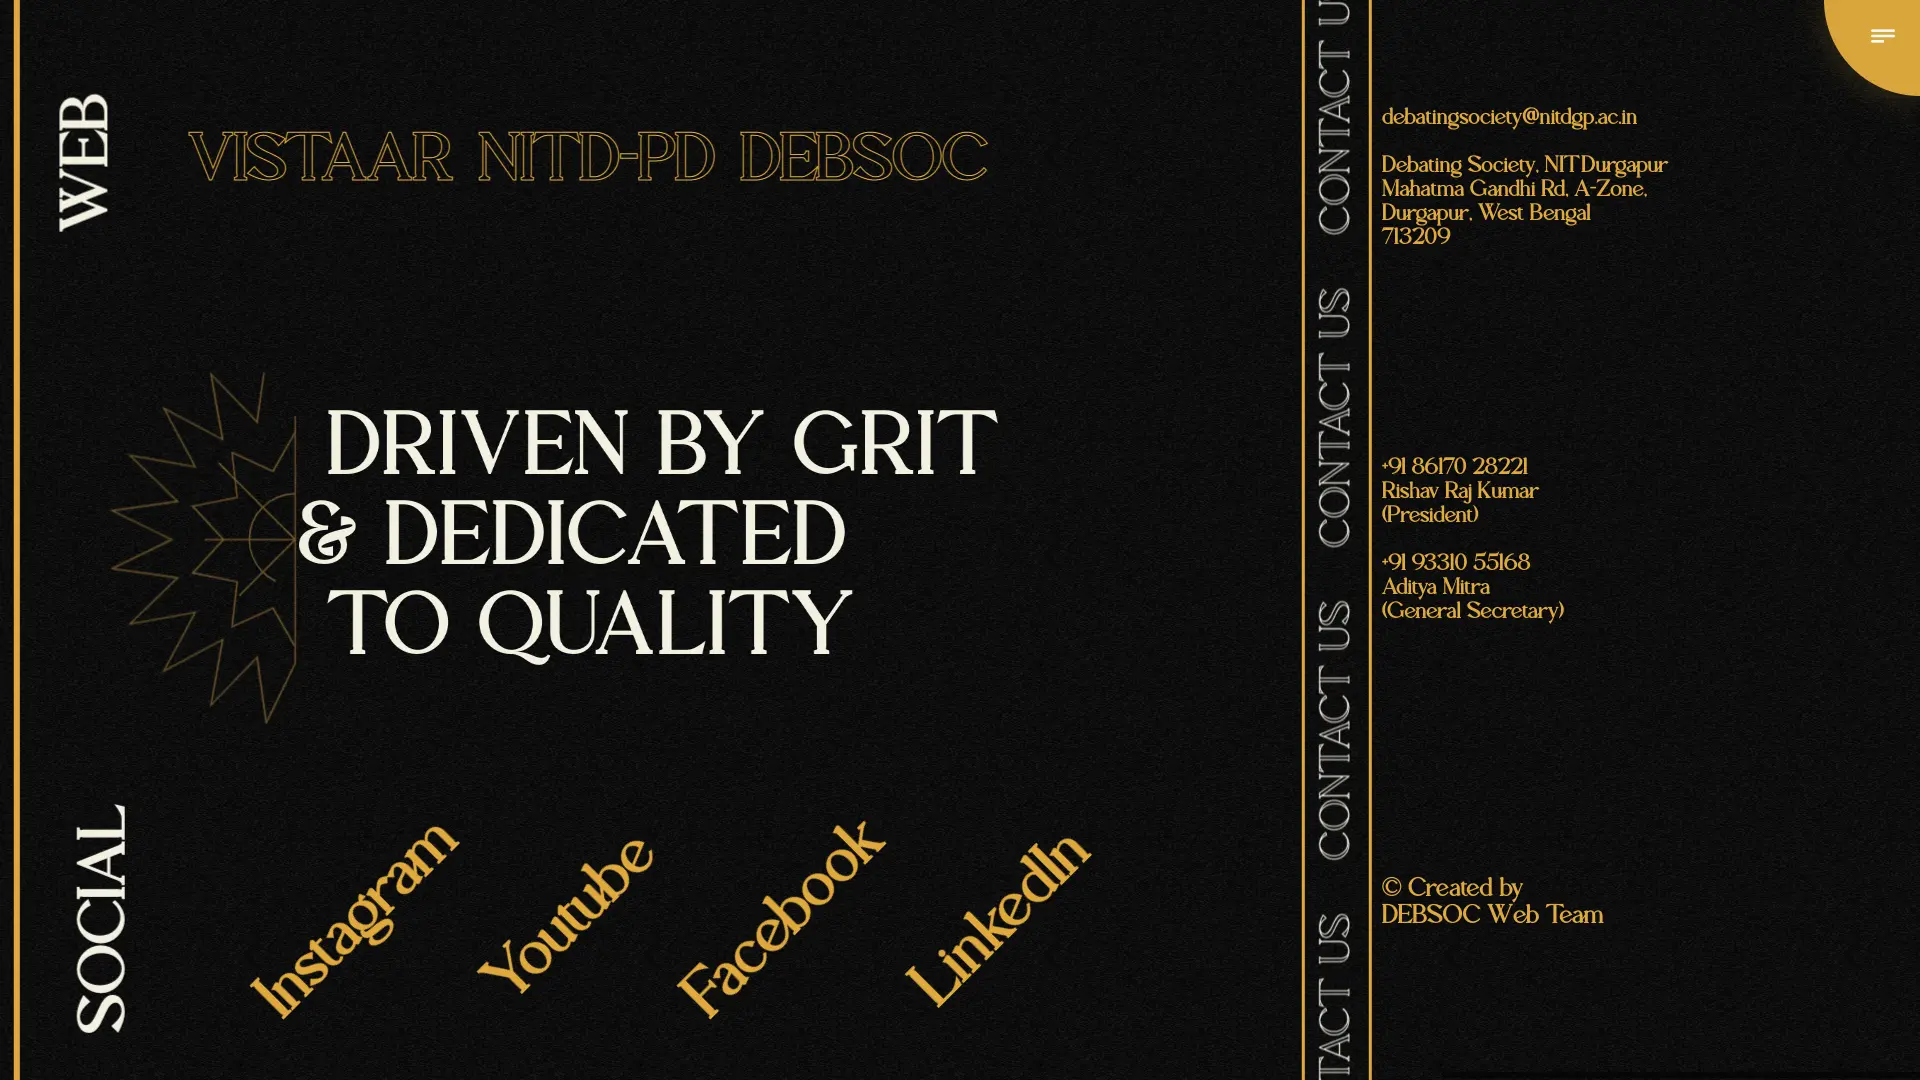 WEB
VISTAAR NITD-PD DEBSOC
DRIVEN BY GRIT
& DEDICATED
TO QUALITY
SOCIAL
Instagram
Youtube
Facebook
LinkedIn
CONTACT U
CONTACT US
CONTACT US
TACT US
debatingsociety@nitdgp.ac.in
Debating Society, NIT Durgapur
Mahatma Gandhi Rd, A-Zone,
Durgapur, West Bengal
713209
+91 86170 28221
Rishav Raj Kumar
(President)
+91 93310 55168
Aditya Mitra
(General Secretary)
© Created by
DEBSOC Web Team